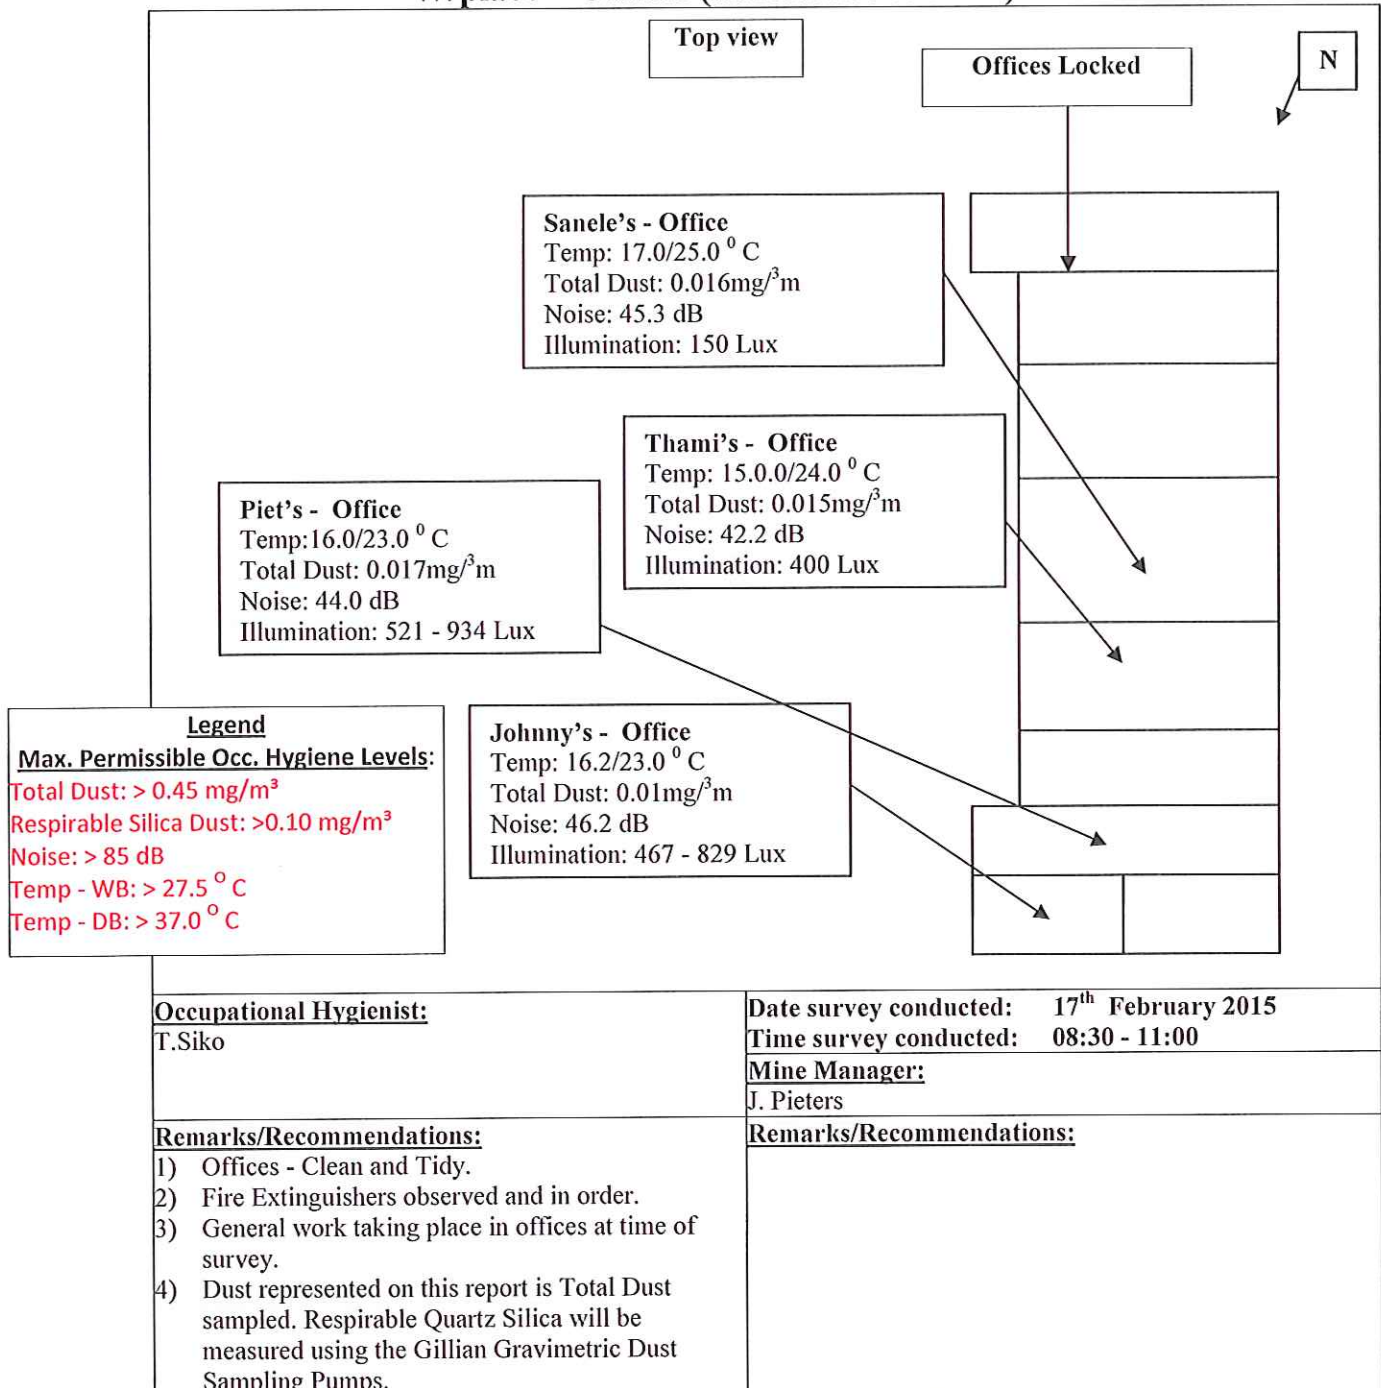 Top view
Offices Locked
N
Sanele's - Office
Temp: 17.0/25.0 ⁰ C
Total Dust: 0.016mg/³m
Noise: 45.3 dB
Illumination: 150 Lux
Thami's - Office
Temp: 15.0.0/24.0 ⁰ C
Total Dust: 0.015mg/³m
Noise: 42.2 dB
Illumination: 400 Lux
Piet's - Office
Temp:16.0/23.0 ⁰ C
Total Dust: 0.017mg/³m
Noise: 44.0 dB
Illumination: 521 - 934 Lux
Johnny's - Office
Temp: 16.2/23.0 ⁰ C
Total Dust: 0.01mg/³m
Noise: 46.2 dB
Illumination: 467 - 829 Lux
Legend
Max. Permissible Occ. Hygiene Levels:
Total Dust: > 0.45 mg/m³
Respirable Silica Dust: >0.10 mg/m³
Noise: > 85 dB
Temp - WB: > 27.5 ᴼ C
Temp - DB: > 37.0 ᴼ C
Occupational Hygienist:
T.Siko
Date survey conducted: 17th February 2015
Time survey conducted: 08:30 - 11:00
Mine Manager:
J. Pieters
Remarks/Recommendations:
1) Offices - Clean and Tidy.
2) Fire Extinguishers observed and in order.
3) General work taking place in offices at time of
survey.
4) Dust represented on this report is Total Dust
sampled. Respirable Quartz Silica will be
measured using the Gillian Gravimetric Dust
Sampling Pumps.
Remarks/Recommendations: